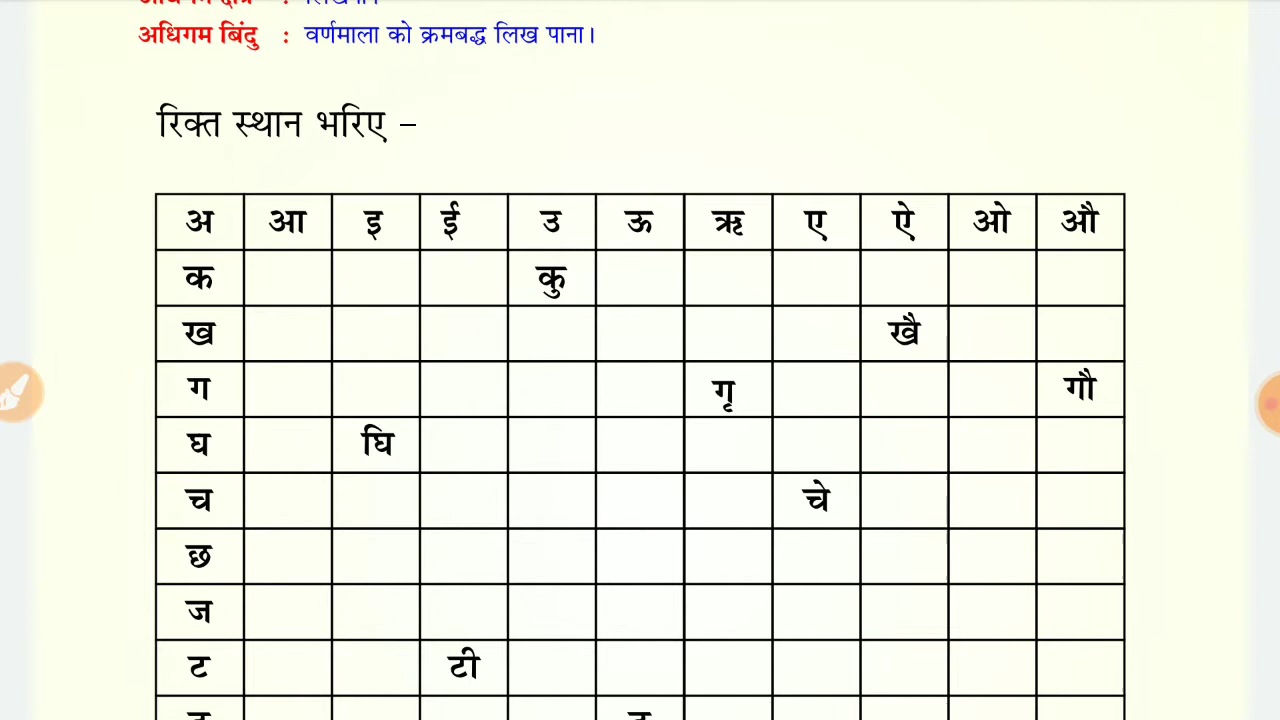 अधिगम बिंदु : वर्णमाला को क्रमबद्ध लिख पाना।
रिक्त स्थान भरिए –
अ आ इ ई उ ऊ ऋ ए ऐ ओ औ
क कु
ख खै
ग गृ गौ
घ घि
च चे
छ
ज
ट टी